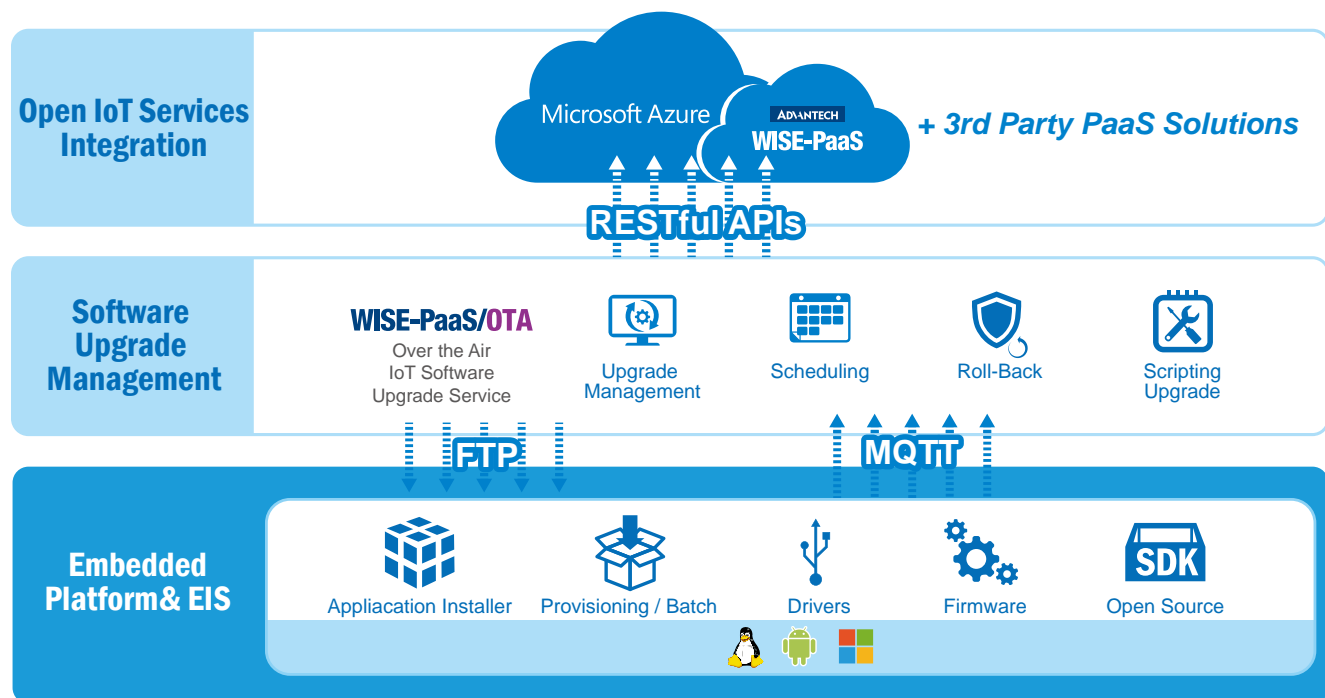 Open IoT Services
Integration
Microsoft Azure
ADVANTECH
WISE-PaaS
+ 3rd Party PaaS Solutions
RESTful APIs
Software
Upgrade
Management
WISE-PaaS/OTA
Over the Air
IoT Software
Upgrade Service
Upgrade
Management
Scheduling
Roll-Back
Scripting
Upgrade
FTP
MQTT
Embedded
Platform& EIS
Appliacation Installer
Provisioning / Batch
Drivers
Firmware
SDK
Open Source